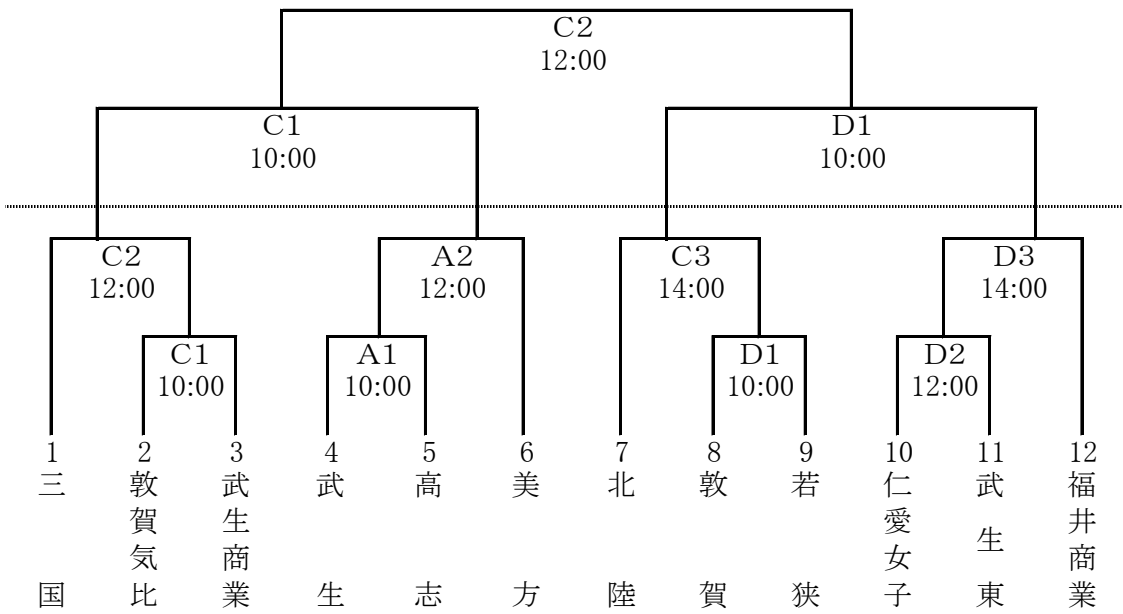 C2
12:00
C1
10:00
D1
10:00
C2
12:00
A2
12:00
C3
14:00
D3
14:00
C1
10:00
A1
10:00
D1
10:00
D2
12:00
1
三国
2
敦賀気比
3
武生商業
4
武生
5
高志
6
美方
7
北陸
8
敦賀
9
若狭
10
仁愛女子
11
武生東
12
福井商業